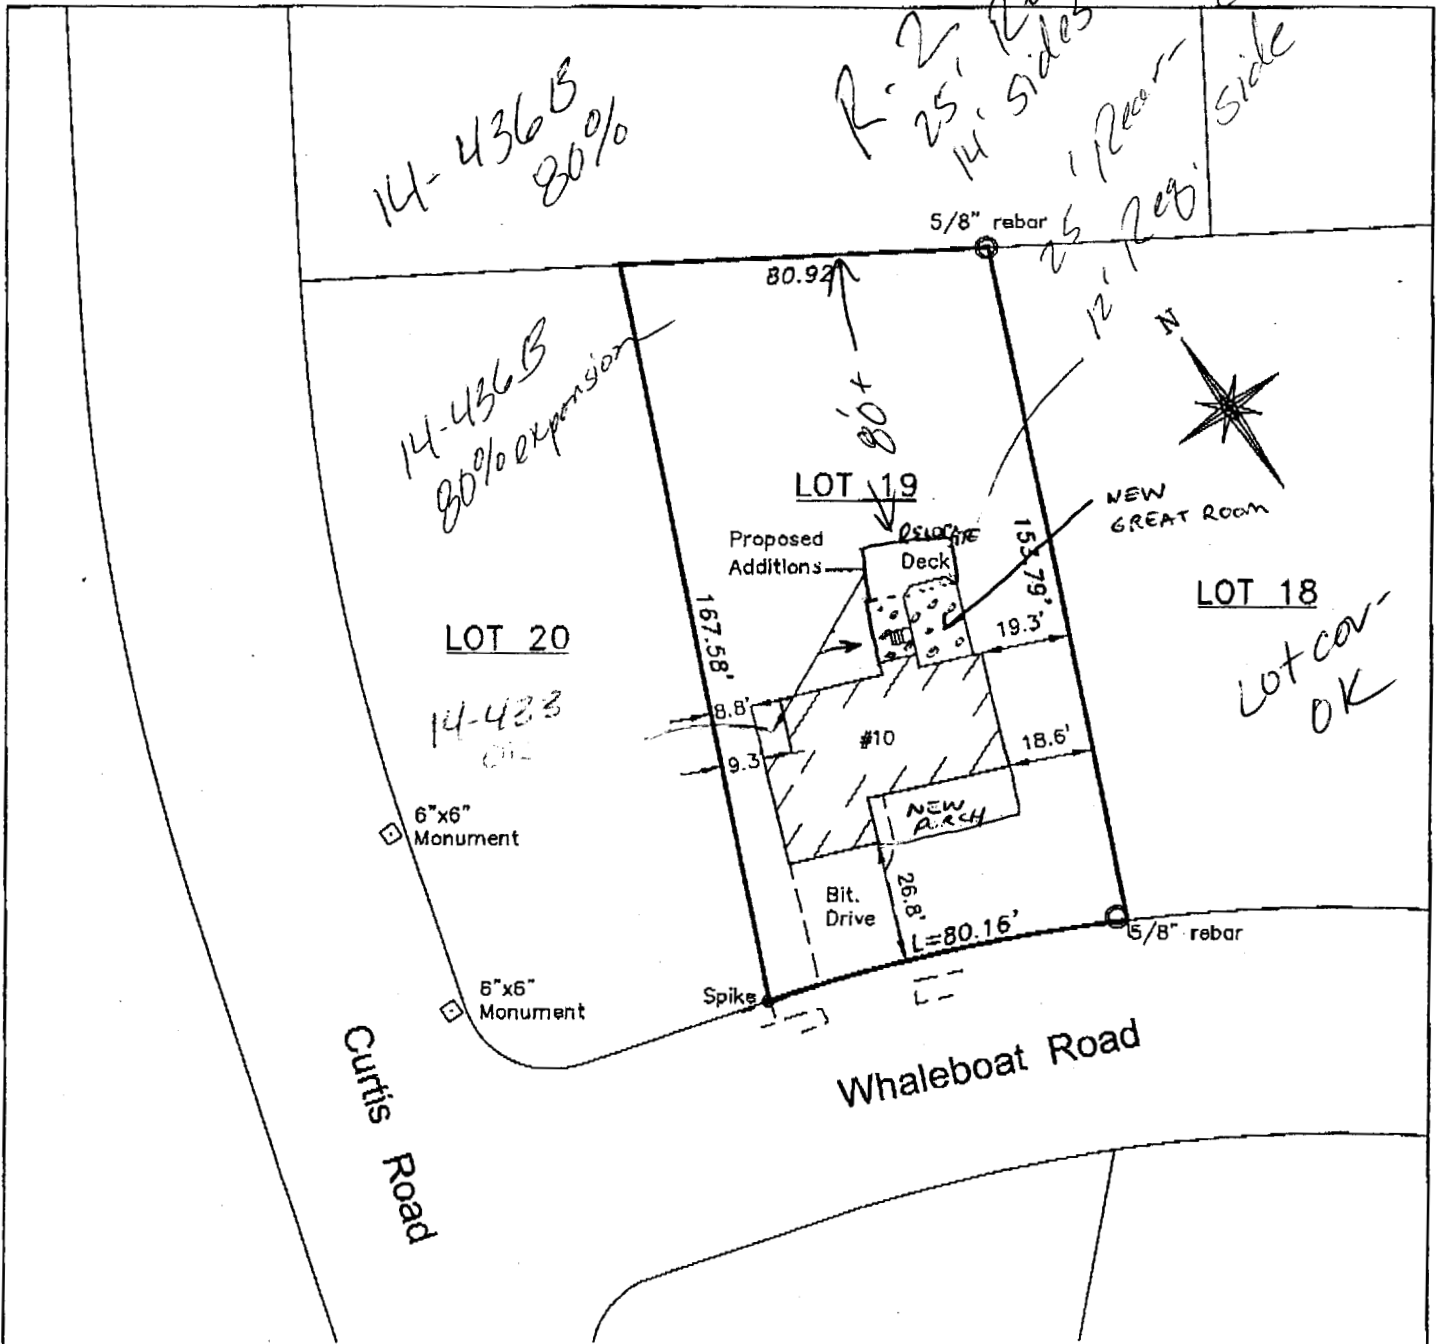 14-436B
80%
R-2
25'
14' sides
25' Rear
12' Req.
side
5/8" rebar
80.92
14-436B
80% expansion
80'+
N
LOT 19
NEW
GREAT ROOM
RELOCATE
Deck
Proposed
Additions
153.79'
167.58'
19.3'
LOT 18
LOT 20
Lot cov-
OK
14-433
OK
8.8'
9.3
#10
18.6'
NEW
PORCH
6"x6"
Monument
26.8'
Bit.
Drive
L=80.16'
5/8" rebar
Spike
6"x6"
Monument
Curtis Road
Whaleboat Road